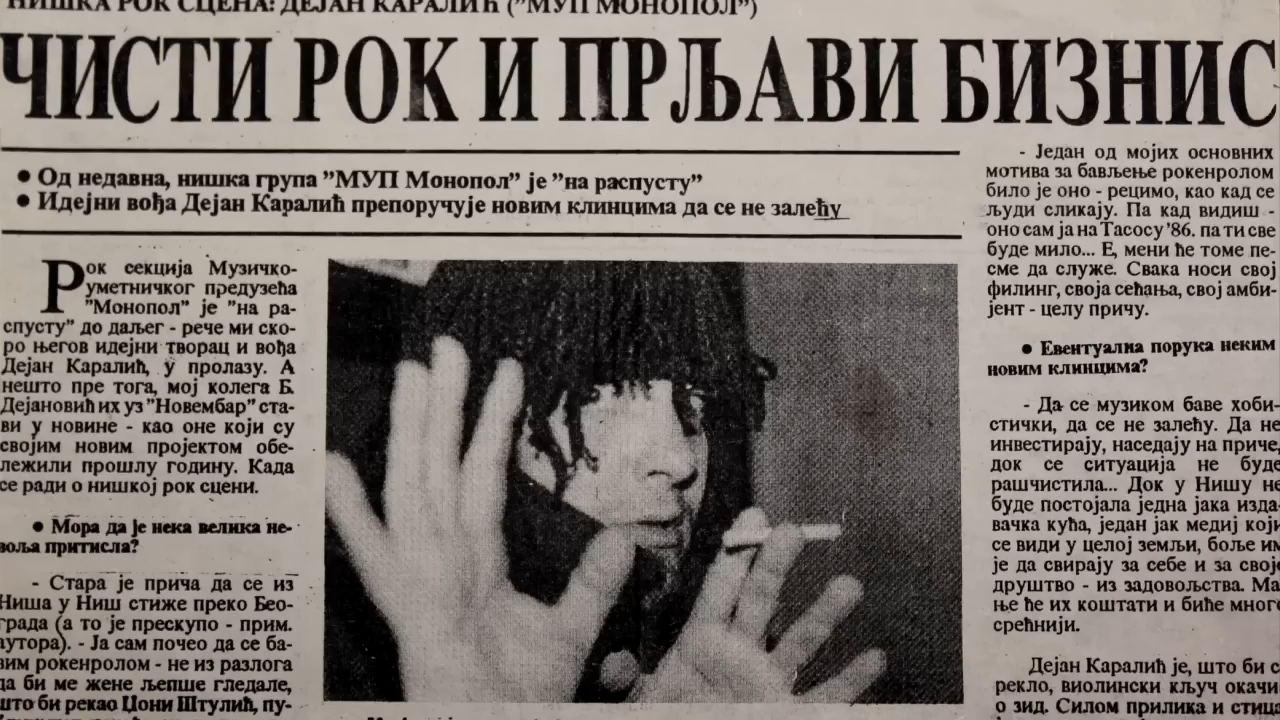 НИШКА РОК СЦЕНА: ДЕЈАН КАРАЛИЋ ("МУП МОНОПОЛ")
ЧИСТИ РОК И ПРЉАВИ БИЗНИС
● Од недавна, нишка група "МУП Монопол" је "на распусту"
● Идејни вођа Дејан Каралић препоручује новим клинцима да се не залећу
Рок секција Музичко-
уметничког предузећа
"Монопол" је "на ра-
спусту" до даљег - рече ми ско-
ро његов идејни творац и вођа
Дејан Каралић, у пролазу. А
нешто пре тога, мој колега Б.
Дејановић их уз "Новембар" ста-
ви у новине - као оне који су
својим новим пројектом обе-
лежили прошлу годину. Када
се ради о нишкој рок сцени.
● Мора да је нека велика не-
воља притисла?
- Стара је прича да се из
Ниша у Ниш стиже преко Бео-
града (а то је прескупо - прим.
аутора). - Ја сам почео да се ба-
вим рокенролом - не из разлога
да би ме жене љепше гледале,
што би рекао Џони Штулић, пу-
- Један од мојих основних
мотива за бављење рокенролом
било је оно - рецимо, као кад се
људи сликају. Па кад видиш -
оно сам ја на Тасосу '86. па ти све
буде мило... Е, мени ће томе пе-
сме да служе. Свака носи свој
филинг, своја сећања, свој амби-
јент - целу причу.
● Евентуална порука неким
новим клинцима?
- Да се музиком баве хоби-
стички, да се не залећу. Да не
инвестирају, наседају на приче,
док се ситуација не буде
рашчистила... Док у Нишу не
буде постојала једна јака изда-
вачка кућа, један јак медиј који
се види у целој земљи, боље им
је да свирају за себе и за своје
друштво - из задовољства. Ма-
ње ће их коштати и биће много
срећнији.
Дејан Каралић је, што би с
рекло, виолински кључ окачи
о зид. Силом прилика и стица